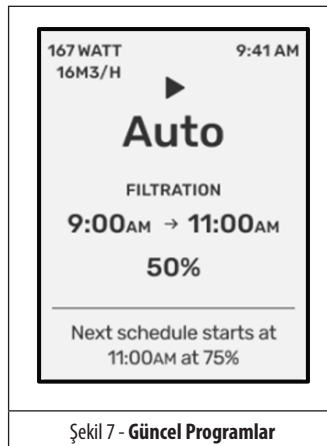 167 WATT 9:41 AM
16M3/H
Auto
FILTRATION
9:00AM → 11:00AM
50%
Next schedule starts at
11:00AM at 75%
Şekil 7 - Güncel Programlar